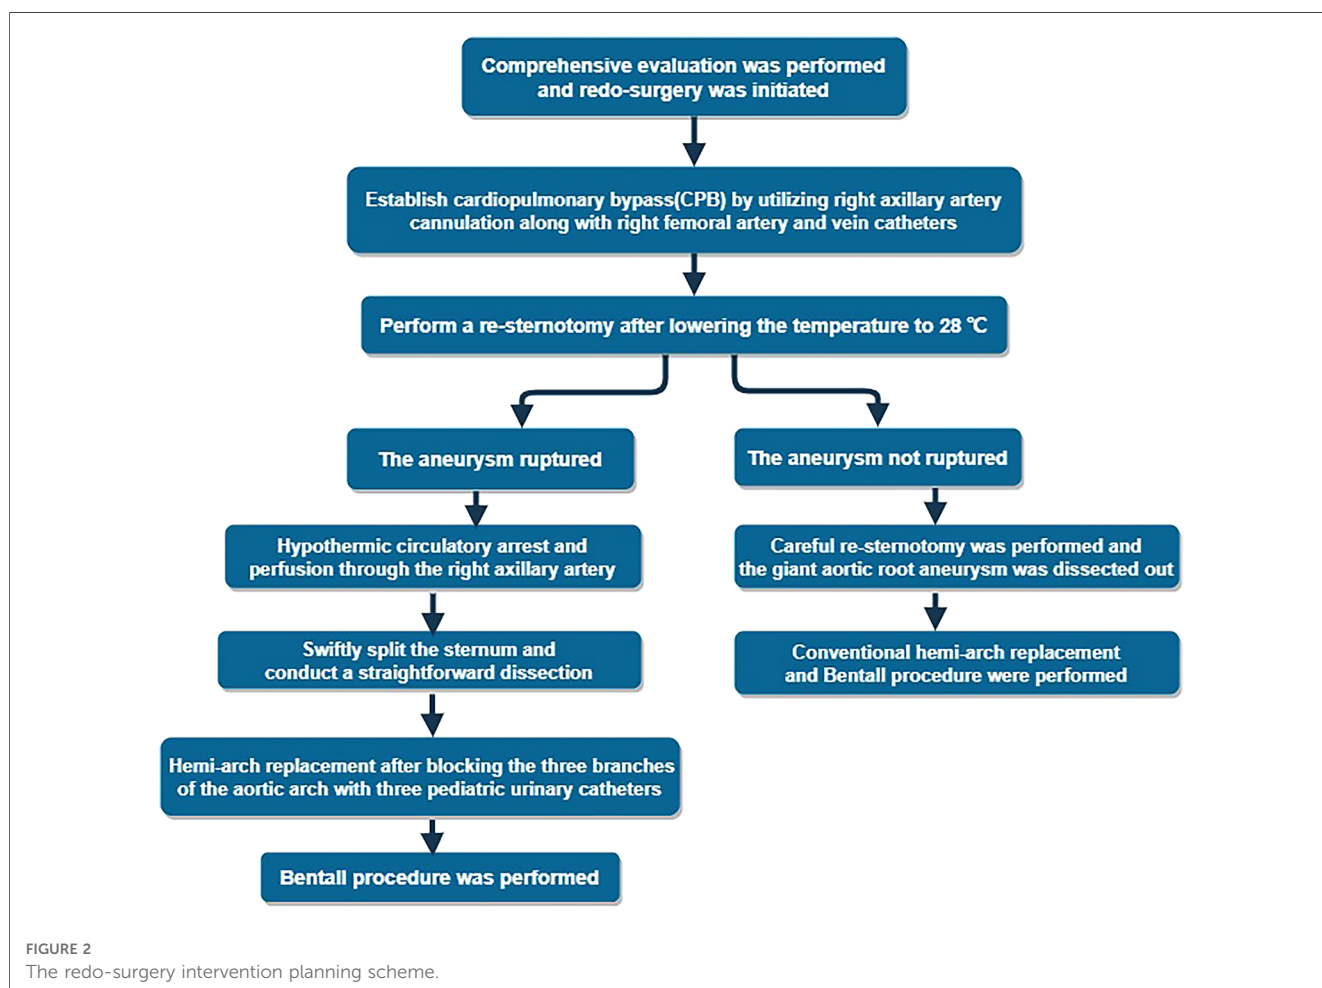 Comprehensive evaluation was performed
and redo-surgery was initiated
Establish cardiopulmonary bypass(CPB) by utilizing right axillary artery
cannulation along with right femoral artery and vein catheters
Perform a re-sternotomy after lowering the temperature to 28 ℃
The aneurysm ruptured
The aneurysm not ruptured
Hypothermic circulatory arrest and
perfusion through the right axillary artery
Careful re-sternotomy was performed and
the giant aortic root aneurysm was dissected out
Swiftly split the sternum and
conduct a straightforward dissection
Conventional hemi-arch replacement
and Bentall procedure were performed
Hemi-arch replacement after blocking the three branches
of the aortic arch with three pediatric urinary catheters
Bentall procedure was performed
FIGURE 2
The redo-surgery intervention planning scheme.